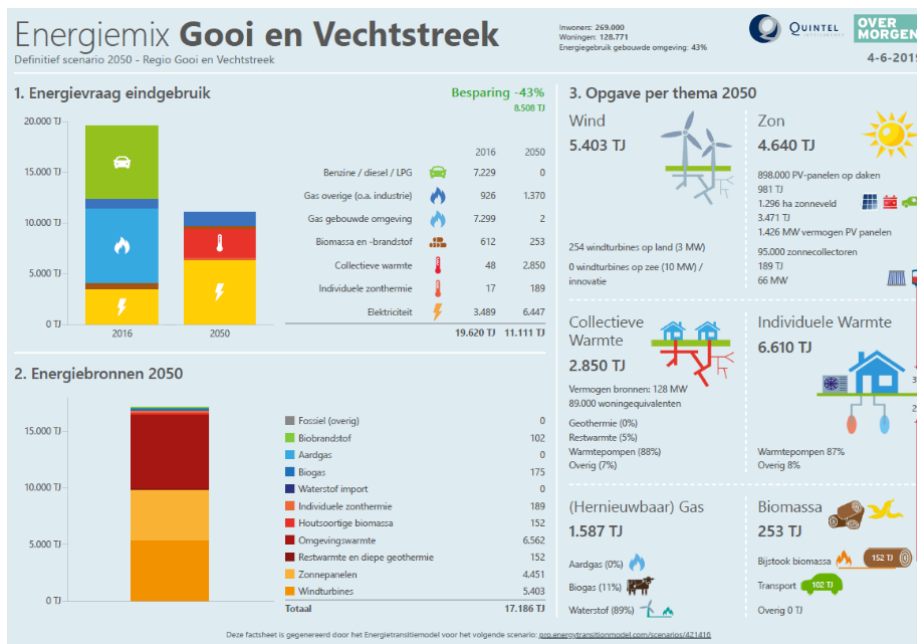 Energiemix Gooi en Vechtstreek
Definitief scenario 2050 - Regio Gooi en Vechtstreek
Inwoners: 269.000
Woningen: 128.771
Energiegebruik gebouwde omgeving: 43%
QUINTEL
OVER
MORGEN
4-6-2019
1. Energievraag eindgebruik
Besparing -43%
8.508 TJ
20.000 TJ
15.000 TJ
10.000 TJ
5.000 TJ
0 TJ
2016
2050
2016 2050
Benzine / diesel / LPG 7.229 0
Gas overige (o.a. industrie) 926 1.370
Gas gebouwde omgeving 7.299 2
Biomassa en -brandstof 612 253
Collectieve warmte 48 2.850
Individuele zonthermie 17 189
Elektriciteit 3.489 6.447
19.620 TJ 11.111 TJ
2. Energiebronnen 2050
15.000 TJ
10.000 TJ
5.000 TJ
0 TJ
Fossiel (overig) 0
Biobrandstof 102
Aardgas 0
Biogas 175
Waterstof import 0
Individuele zonthermie 189
Houtsoortige biomassa 152
Omgevingswarmte 6.562
Restwarmte en diepe geothermie 152
Zonnepanelen 4.451
Windturbines 5.403
Totaal 17.186 TJ
3. Opgave per thema 2050
Wind
5.403 TJ
254 windturbines op land (3 MW)
0 windturbines op zee (10 MW) /
innovatie
Zon
4.640 TJ
898.000 PV-panelen op daken
981 TJ
1.296 ha zonneveld
3.471 TJ
1.426 MW vermogen PV panelen
95.000 zonnecollectoren
189 TJ
66 MW
Collectieve
Warmte
2.850 TJ
Vermogen bronnen: 128 MW
89.000 woningequivalenten
Geothermie (0%)
Restwarmte (5%)
Warmtepompen (88%)
Overig (7%)
Individuele Warmte
6.610 TJ
Warmtepompen 87%
Overig 8%
(Hernieuwbaar) Gas
1.587 TJ
Aardgas (0%)
Biogas (11%)
Waterstof (89%)
Biomassa
253 TJ
Bijstook biomassa 152 TJ
Transport 102 TJ
Overig 0 TJ
Deze factsheet is gegenereerd door het Energietransitiemodel voor het volgende scenario: pro.energytransitionmodel.com/scenarios/421416